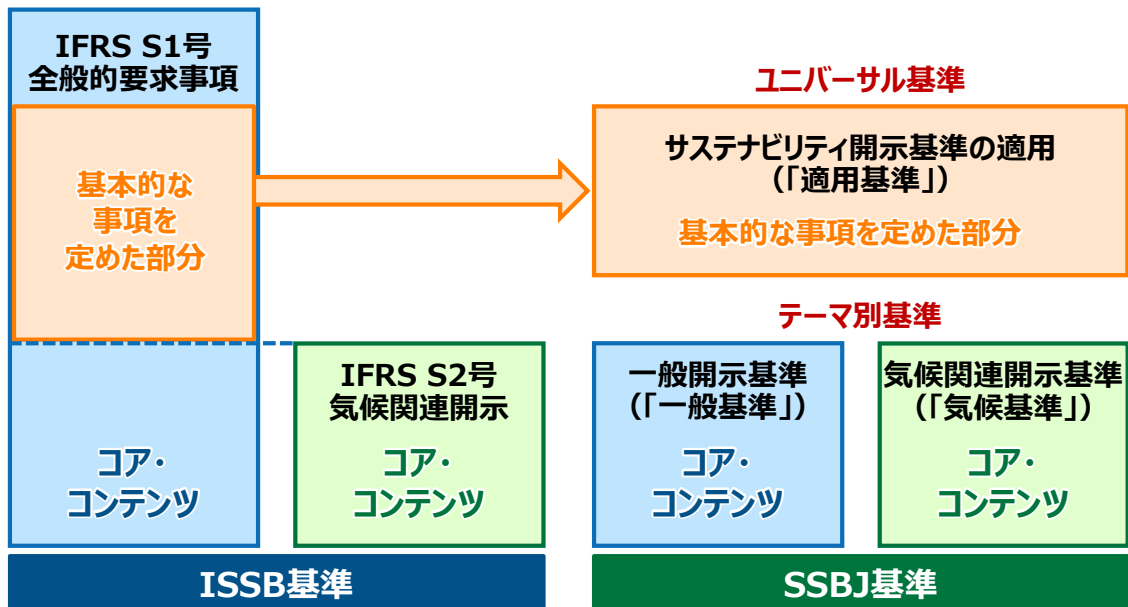 IFRS S1号
全般的要求事項
基本的な
事項を
定めた部分
コア・
コンテンツ
IFRS S2号
気候関連開示
コア・
コンテンツ
ISSB基準
ユニバーサル基準
サステナビリティ開示基準の適用
(「適用基準」)
基本的な事項を定めた部分
テーマ別基準
一般開示基準
(「一般基準」)
コア・
コンテンツ
気候関連開示基準
(「気候基準」)
コア・
コンテンツ
SSBJ基準